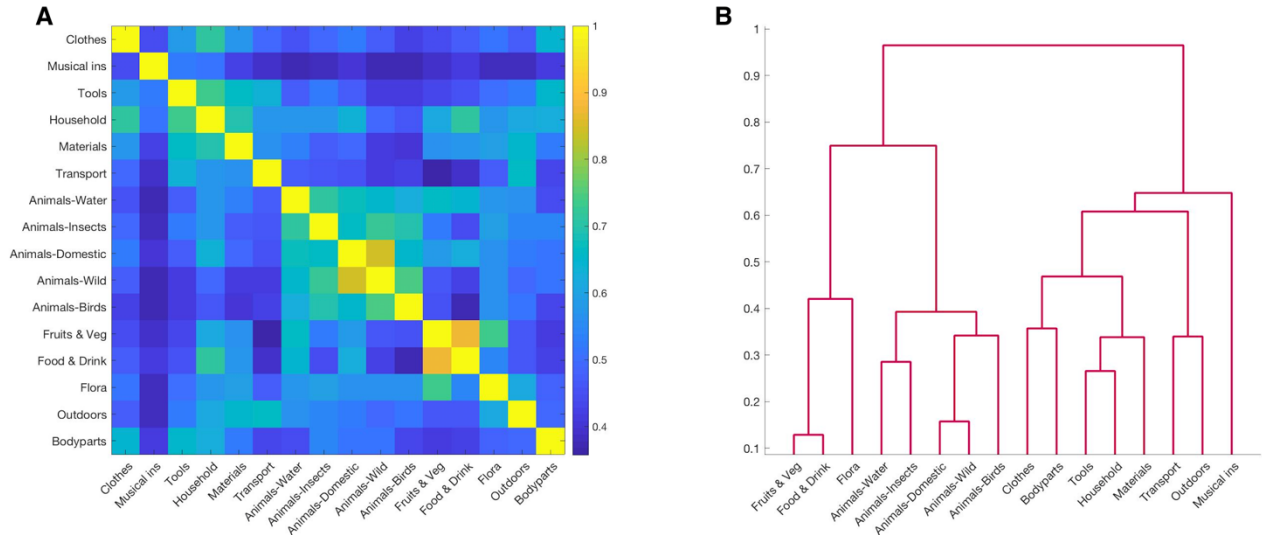 A
Clothes
Musical ins
Tools
Household
Materials
Transport
Animals-Water
Animals-Insects
Animals-Domestic
Animals-Wild
Animals-Birds
Fruits & Veg
Food & Drink
Flora
Outdoors
Bodyparts
Clothes
Musical ins
Tools
Household
Materials
Transport
Animals-Water
Animals-Insects
Animals-Domestic
Animals-Wild
Animals-Birds
Fruits & Veg
Food & Drink
Flora
Outdoors
Bodyparts
1
0.9
0.8
0.7
0.6
0.5
0.4
B
1
0.9
0.8
0.7
0.6
0.5
0.4
0.3
0.2
0.1
Fruits & Veg
Food & Drink
Flora
Animals-Water
Animals-Insects
Animals-Domestic
Animals-Wild
Animals-Birds
Clothes
Bodyparts
Tools
Household
Materials
Transport
Outdoors
Musical ins